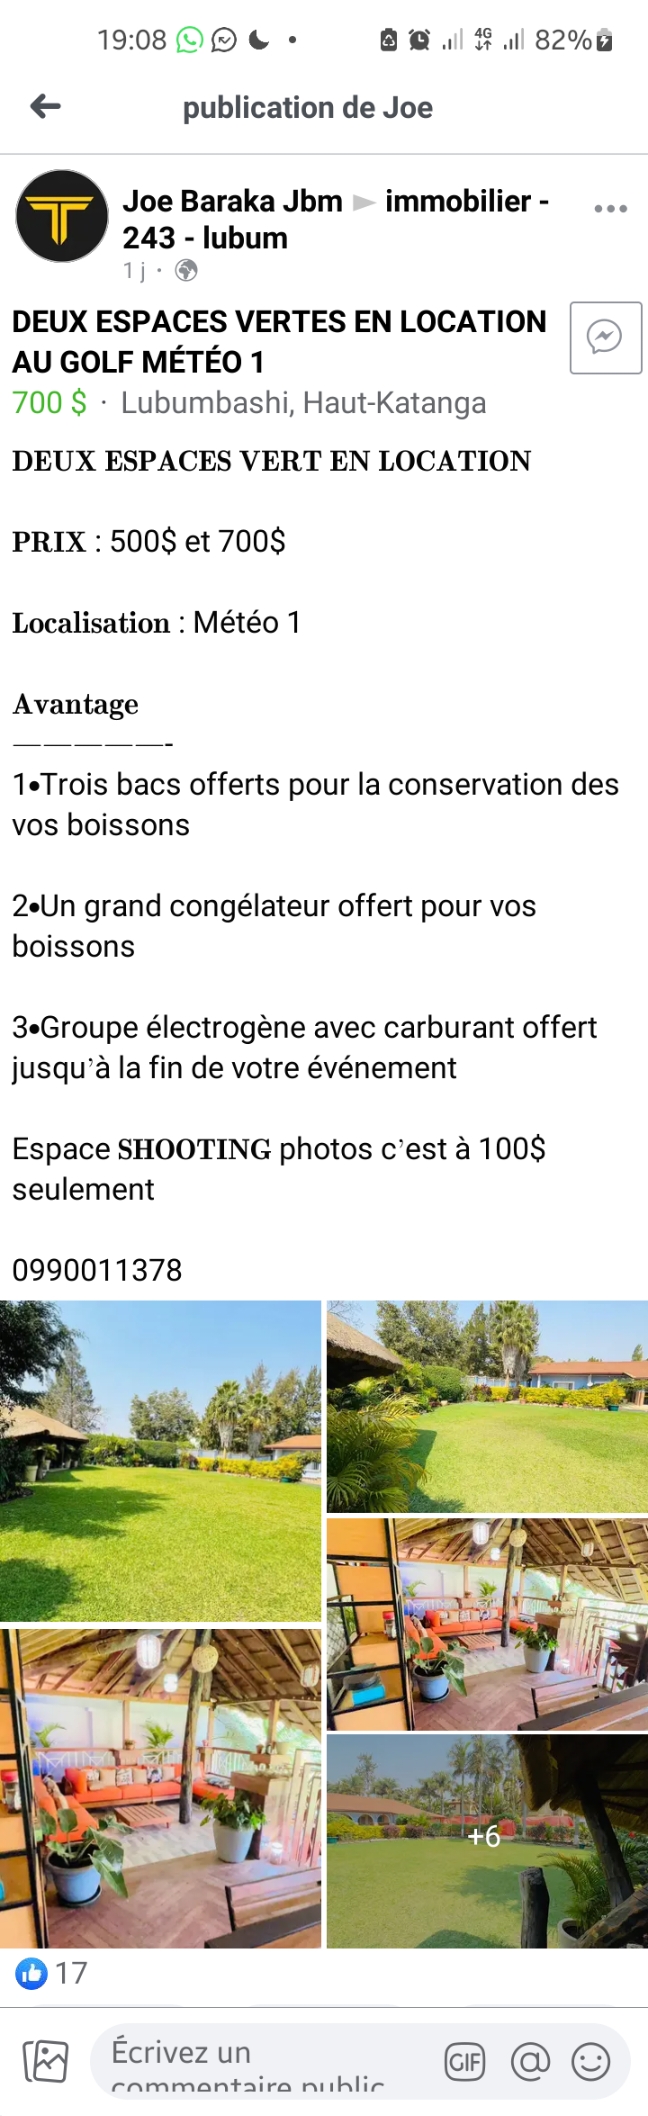 19:08
4G
82%
publication de Joe
Joe Baraka Jbm ► immobilier -
243 - lubum
1 j ·
DEUX ESPACES VERTES EN LOCATION
AU GOLF MÉTÉO 1
700 $ · Lubumbashi, Haut-Katanga
DEUX ESPACES VERT EN LOCATION
PRIX : 500$ et 700$
Localisation : Météo 1
Avantage
—————-
1•Trois bacs offerts pour la conservation des
vos boissons
2•Un grand congélateur offert pour vos
boissons
3•Groupe électrogène avec carburant offert
jusqu’à la fin de votre événement
Espace SHOOTING photos c’est à 100$
seulement
0990011378
+6
17
Écrivez un
commentaire public
GIF
@